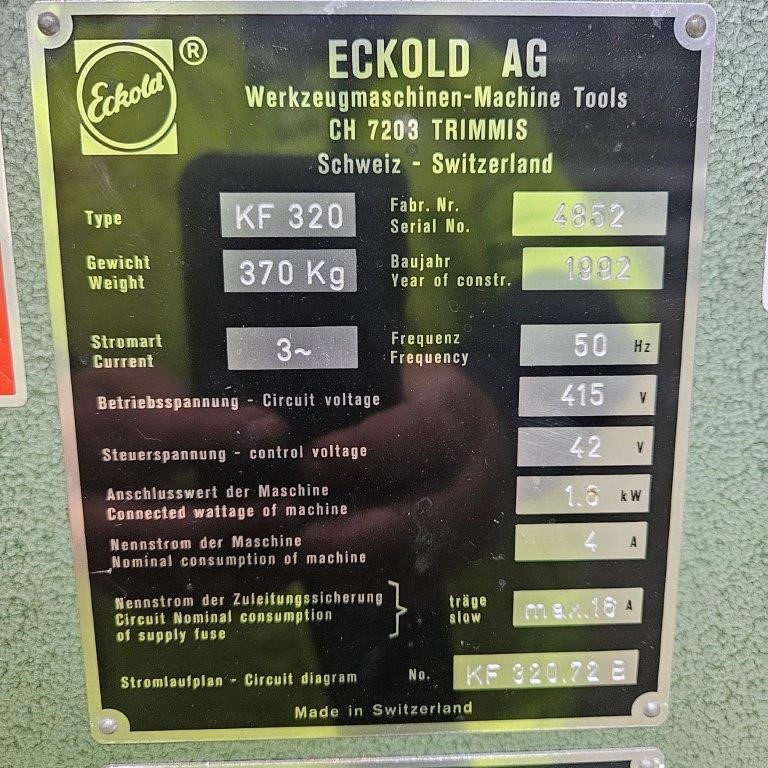 Eckold ®
ECKOLD AG
Werkzeugmaschinen-Machine Tools
CH 7203 TRIMMIS
Schweiz - Switzerland
Type KF 320
Fabr. Nr.
Serial No. 4852
Gewicht
Weight 370 Kg
Baujahr
Year of constr. 1992
Stromart
Current 3~
Frequenz
Frequency 50 Hz
Betriebsspannung - Circuit voltage 415 V
Steuerspannung - control voltage 42 V
Anschlusswert der Maschine
Connected wattage of machine 1.6 kW
Nennstrom der Maschine
Nominal consumption of machine 4 A
Nennstrom der Zuleitungssicherung
Circuit Nominal consumption
of supply fuse
träge
slow max.16 A
Stromlaufplan - Circuit diagram No. KF 320.72 B
Made in Switzerland